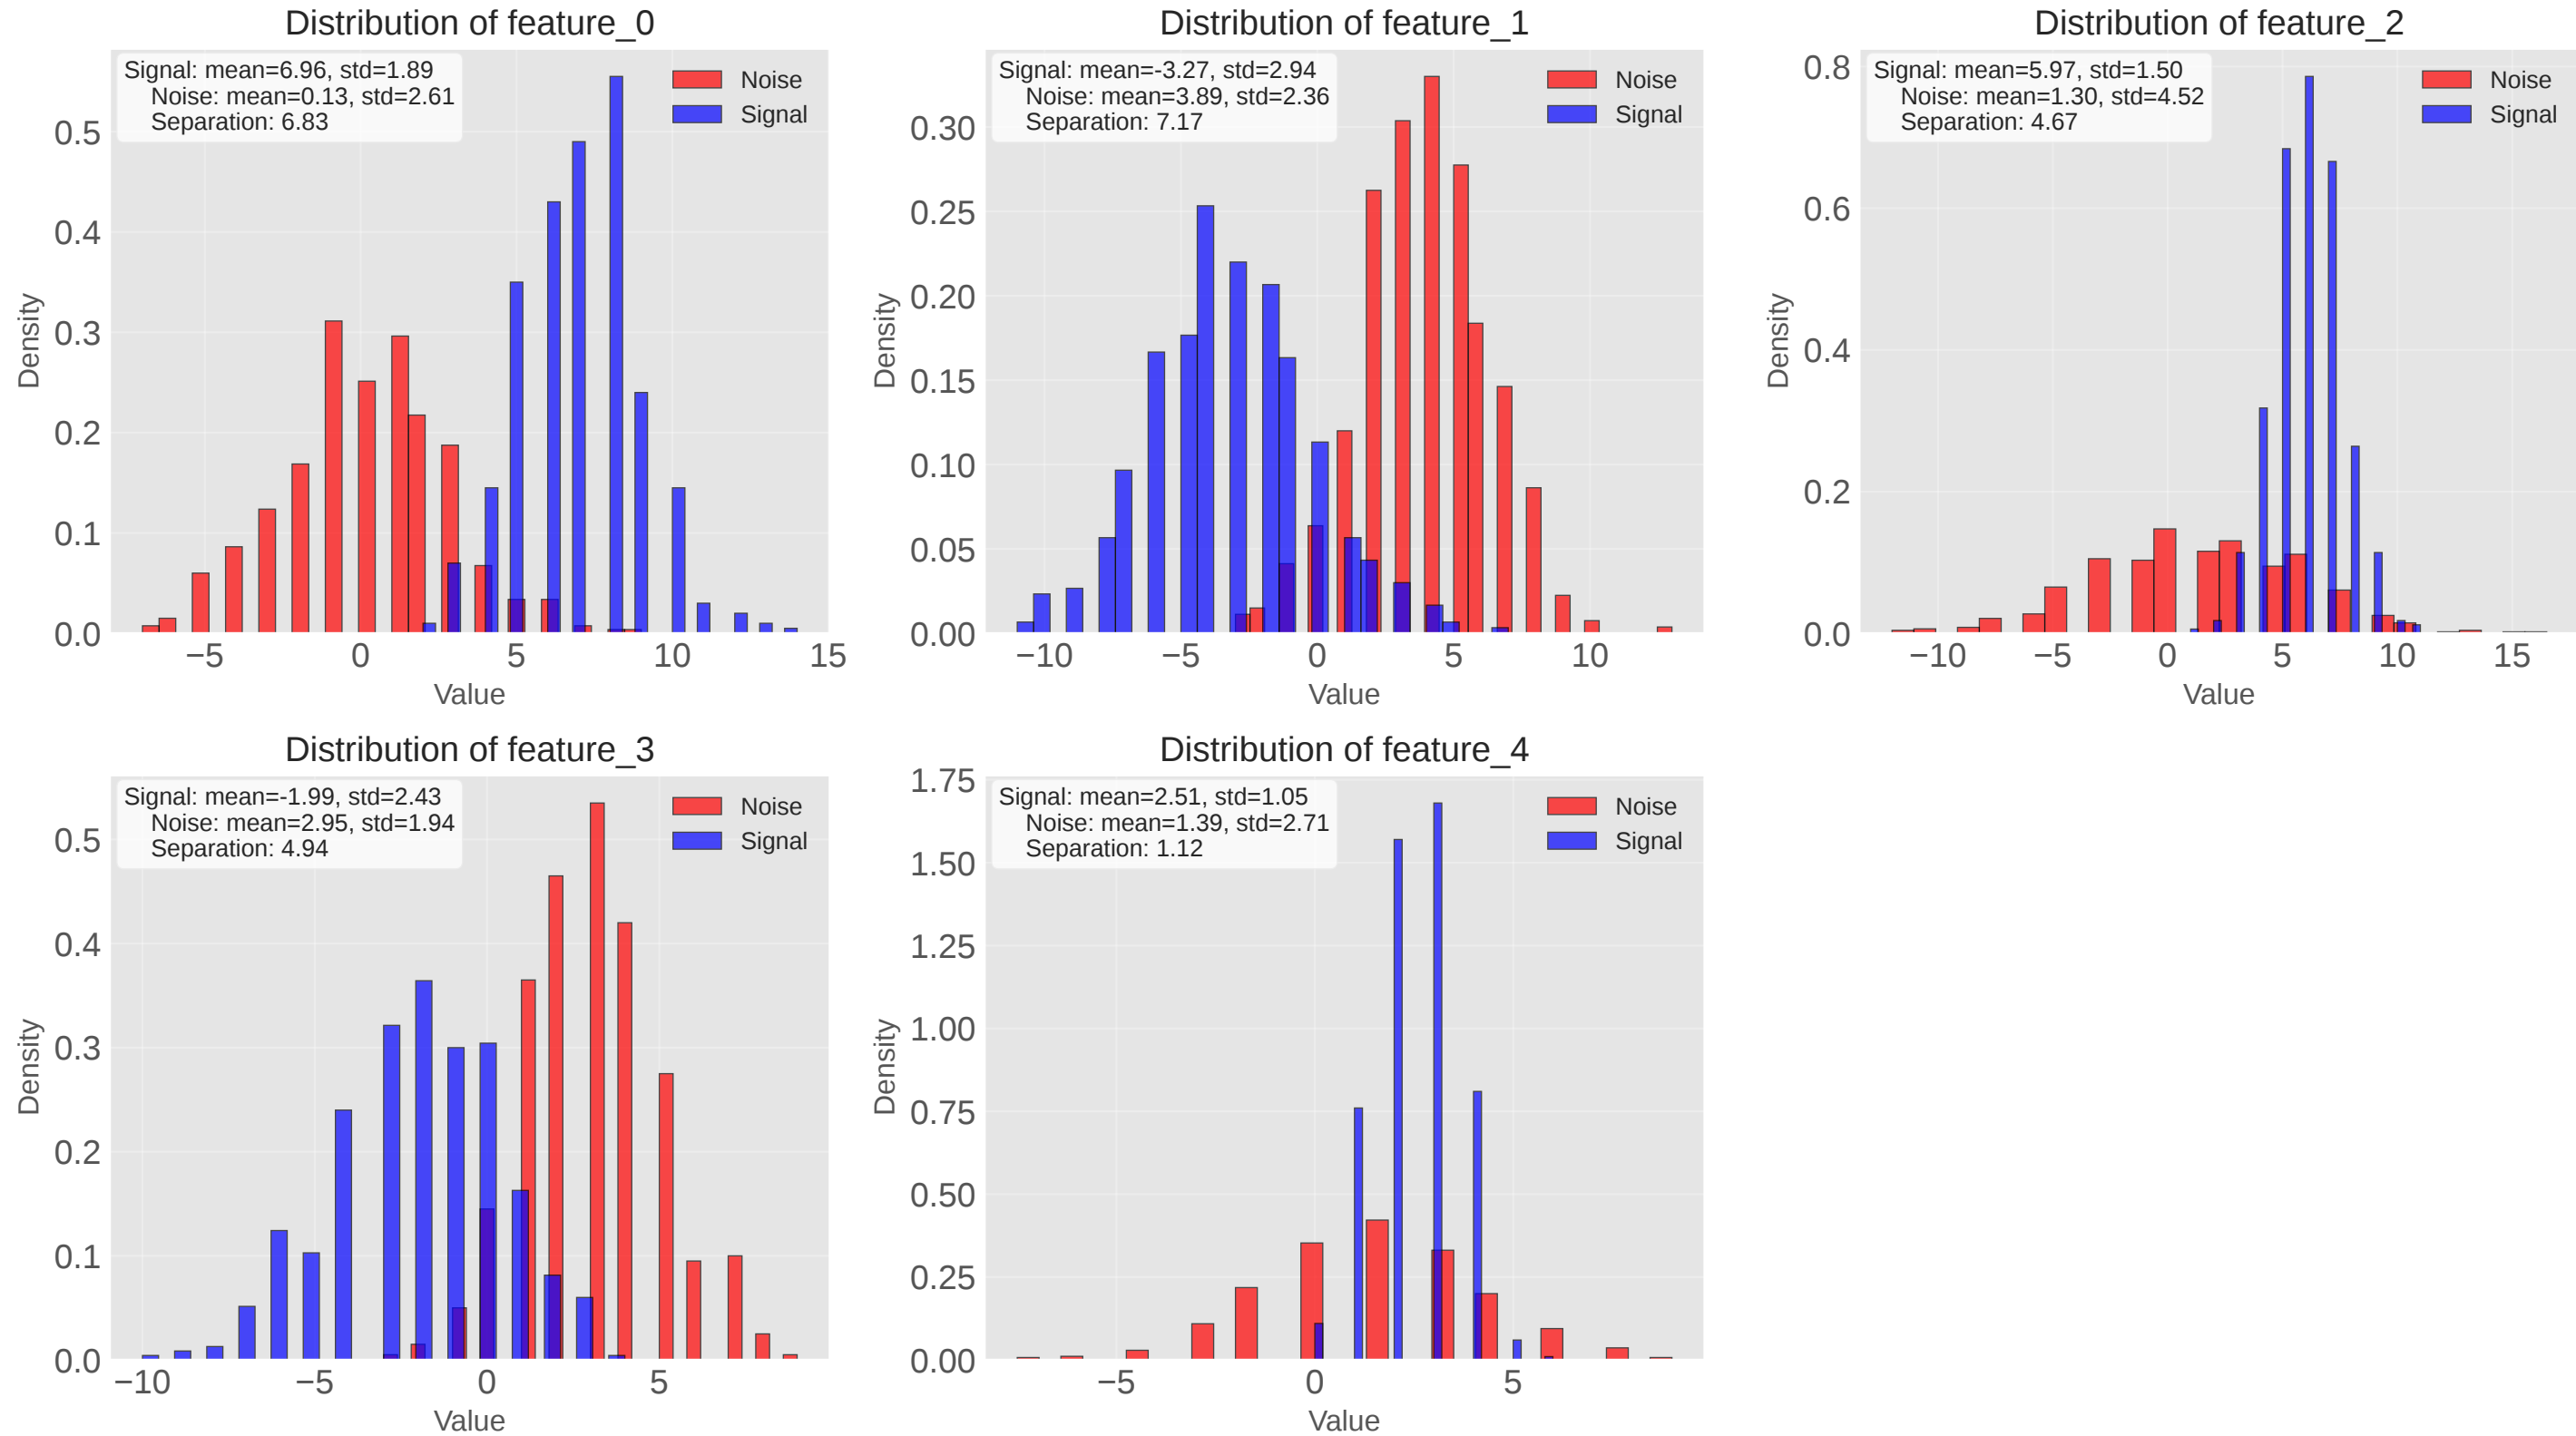 Distribution of feature_0
Signal: mean=6.96, std=1.89
Noise: mean=0.13, std=2.61
Separation: 6.83
Noise
Signal
Density
0.5
0.4
0.3
0.2
0.1
0.0
−5 0 5 10 15
Value
Distribution of feature_1
Signal: mean=-3.27, std=2.94
Noise: mean=3.89, std=2.36
Separation: 7.17
Noise
Signal
Density
0.30
0.25
0.20
0.15
0.10
0.05
0.00
−10 −5 0 5 10
Value
Distribution of feature_2
Signal: mean=5.97, std=1.50
Noise: mean=1.30, std=4.52
Separation: 4.67
Noise
Signal
Density
0.8
0.6
0.4
0.2
0.0
−10 −5 0 5 10 15
Value
Distribution of feature_3
Signal: mean=-1.99, std=2.43
Noise: mean=2.95, std=1.94
Separation: 4.94
Noise
Signal
Density
0.5
0.4
0.3
0.2
0.1
0.0
−10 −5 0 5
Value
Distribution of feature_4
Signal: mean=2.51, std=1.05
Noise: mean=1.39, std=2.71
Separation: 1.12
Noise
Signal
Density
1.75
1.50
1.25
1.00
0.75
0.50
0.25
0.00
−5 0 5
Value